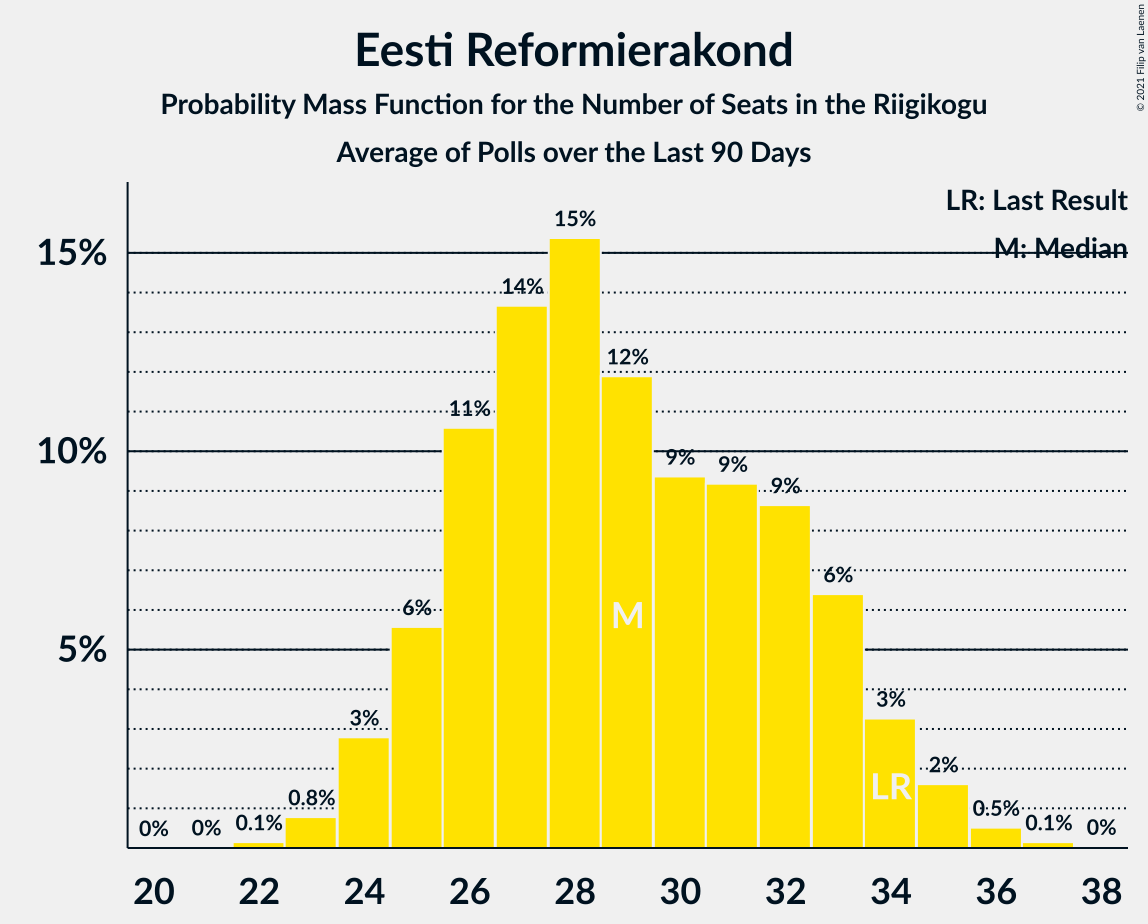 Eesti Reformierakond
Probability Mass Function for the Number of Seats in the Riigikogu
Average of Polls over the Last 90 Days
© 2021 Filip van Laenen
LR: Last Result
M: Median
15%
10%
5%
0%
0%
0.1%
0.8%
3%
6%
11%
14%
15%
12%
9%
9%
9%
6%
3%
2%
0.5%
0.1%
0%
M
LR
20 22 24 26 28 30 32 34 36 38